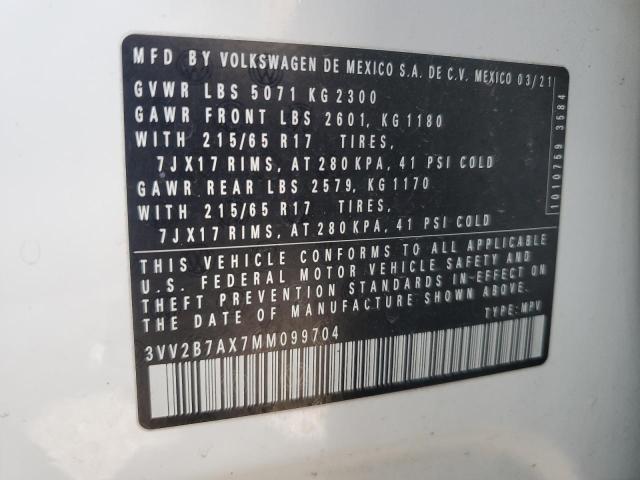 MFD BY VOLKSWAGEN DE MEXICO S.A. DE C.V. MEXICO 03/21
GVWR LBS 5071 KG 2300
GAWR FRONT LBS 2601, KG 1180
WITH 215/65 R17 TIRES,
7J X17 RIMS, AT 280 KPA, 41 PSI COLD
GAWR REAR LBS 2579, KG 1170
WITH 215/65 R17 TIRES,
7J X17 RIMS, AT 280 KPA, 41 PSI COLD
THIS VEHICLE CONFORMS TO ALL APPLICABLE
U.S. FEDERAL MOTOR VEHICLE SAFETY AND
THEFT PREVENTION STANDARDS IN-EFFECT ON
THE DATE OF MANUFACTURE SHOWN ABOVE.
TYPE: MPV
3VV2B7AX7MM099704
1010759 3584